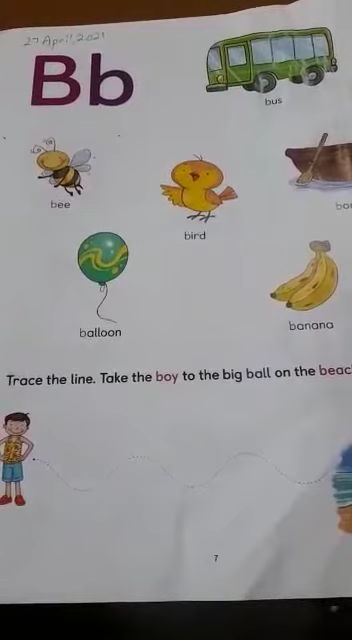 27 April, 2021
Bb
bus
bee
bird
balloon
banana
Trace the line. Take the boy to the big ball on the
7